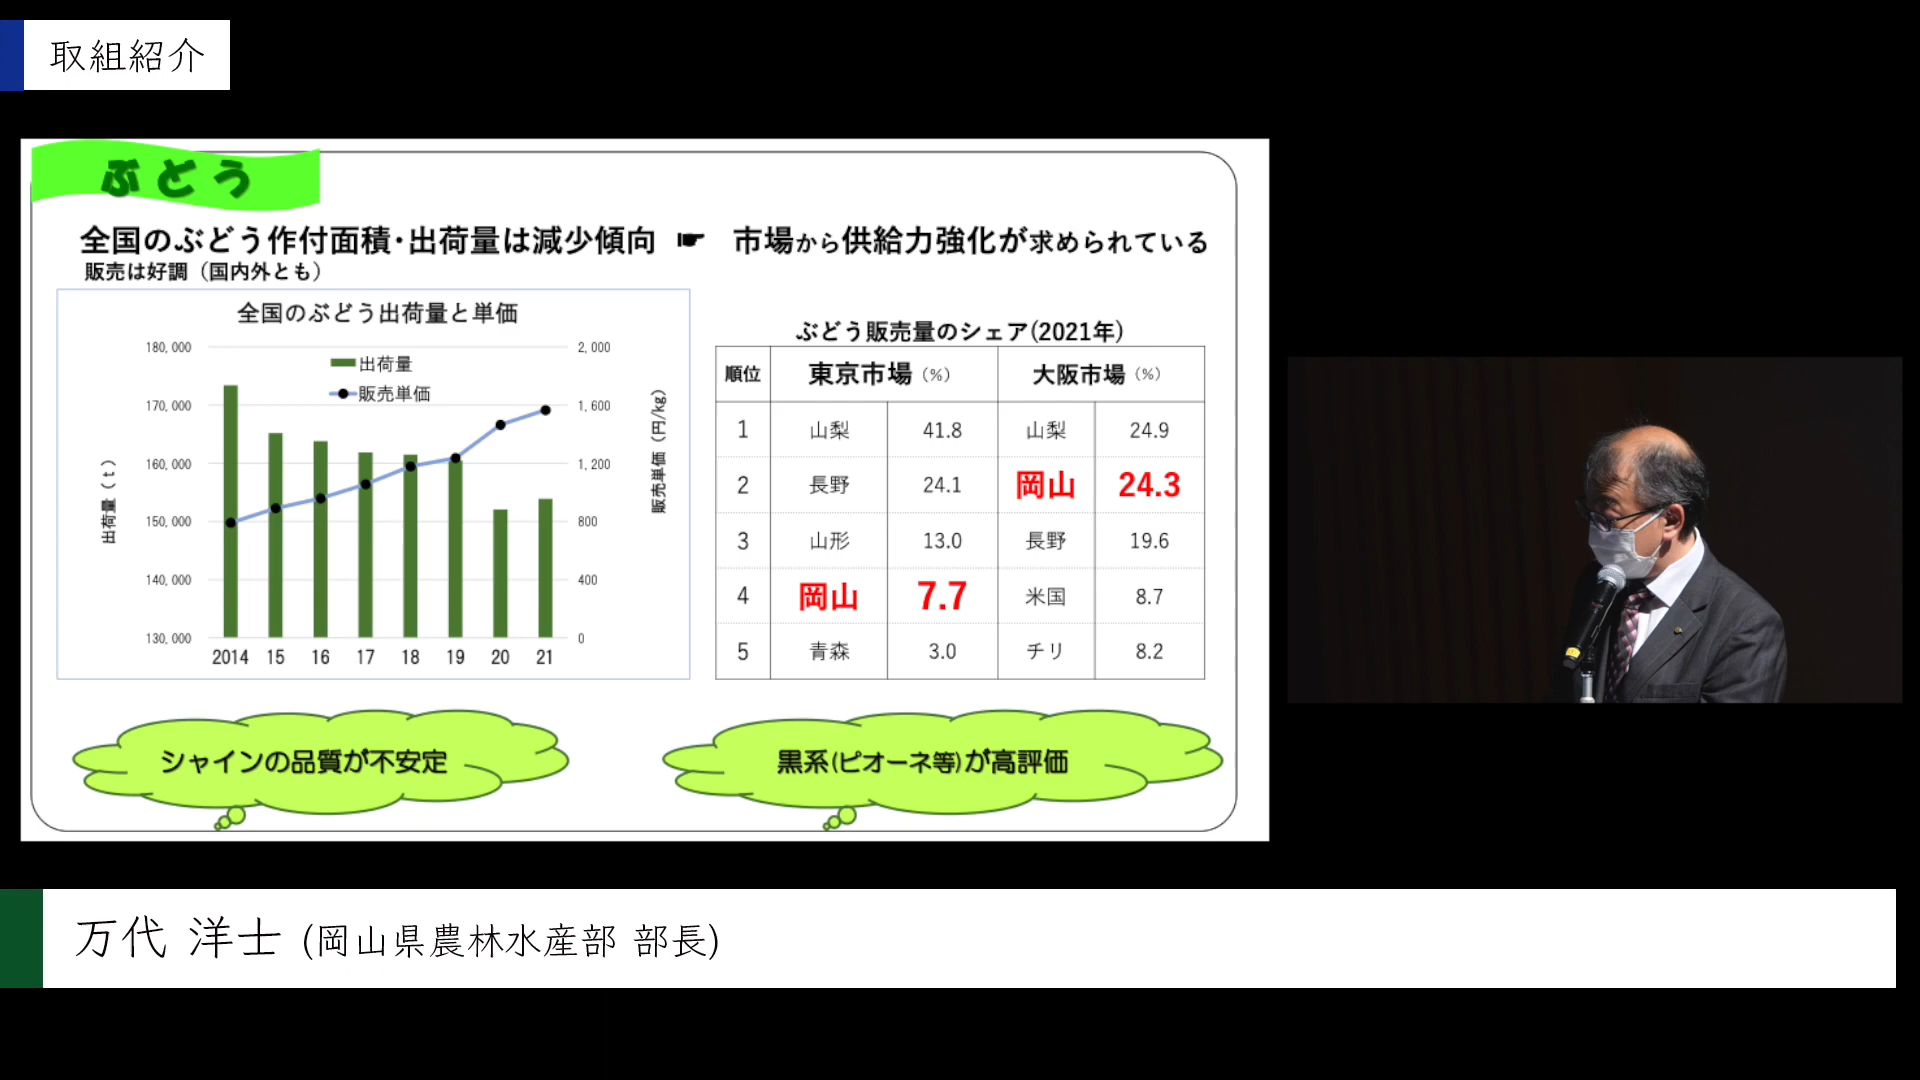 取組紹介
ぶどう
全国のぶどう作付面積・出荷量は減少傾向 ☛ 市場から供給力強化が求められている
販売は好調（国内外とも）
全国のぶどう出荷量と単価
出荷量
販売単価
180,000
170,000
160,000
150,000
140,000
130,000
出荷量（ｔ）
2,000
1,600
1,200
800
400
0
販売単価（円/kg）
2014 15 16 17 18 19 20 21
ぶどう販売量のシェア(2021年)
順位 東京市場（%） 大阪市場（%）
1 山梨 41.8 山梨 24.9
2 長野 24.1 岡山 24.3
3 山形 13.0 長野 19.6
4 岡山 7.7 米国 8.7
5 青森 3.0 チリ 8.2
シャインの品質が不安定
黒系(ピオーネ等)が高評価
万代 洋士 (岡山県農林水産部 部長)